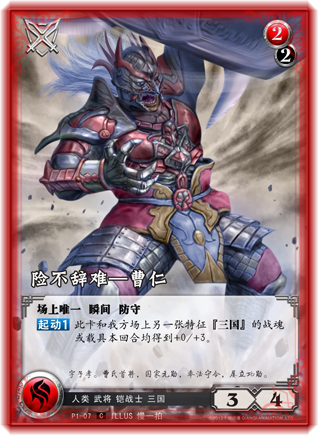 2
2
险不辞难—曹仁
场上唯一 瞬间 防守
起动1 此卡和我方场上另一张特征『三国』的战魂
或载具本回合均得到+0/+3。
字子孝。曹氏首将，国家元勋，奉法守令，屡立功勋。
人类 武将 铠战士 三国
3 4
P1-07 C ILLUS 慢一拍